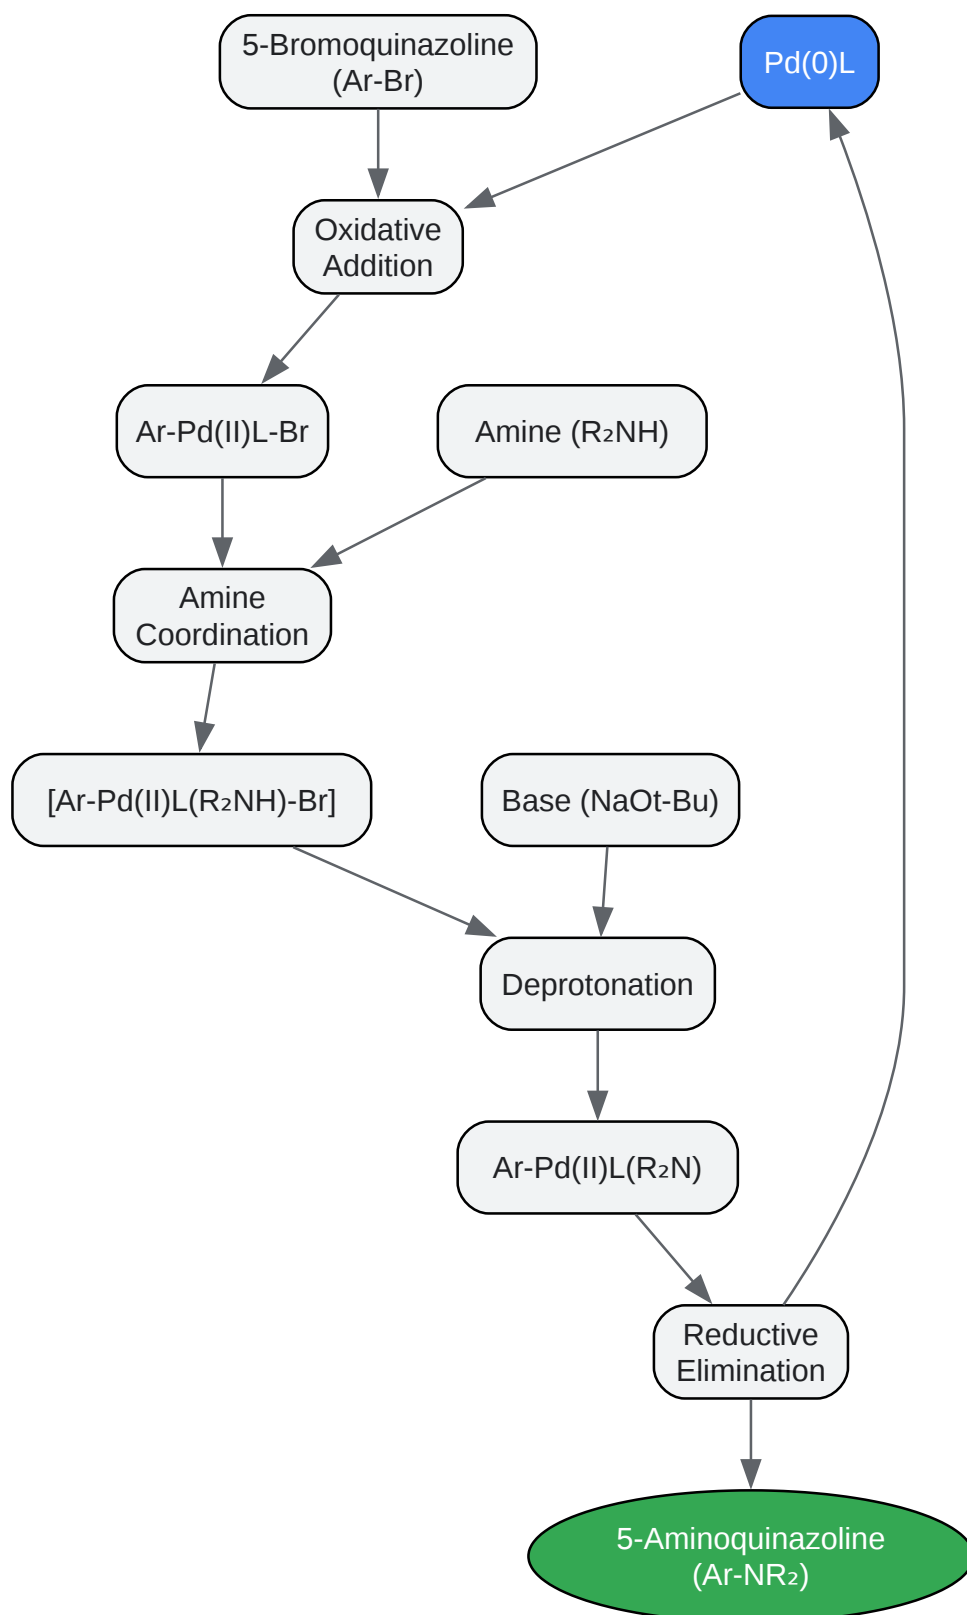 5-Bromoquinazoline
(Ar-Br)
Pd(0)L
Oxidative
Addition
Ar-Pd(II)L-Br
Amine (R₂NH)
Amine
Coordination
[Ar-Pd(II)L(R₂NH)-Br]
Base (NaOt-Bu)
Deprotonation
Ar-Pd(II)L(R₂N)
Reductive
Elimination
5-Aminoquinazoline
(Ar-NR₂)